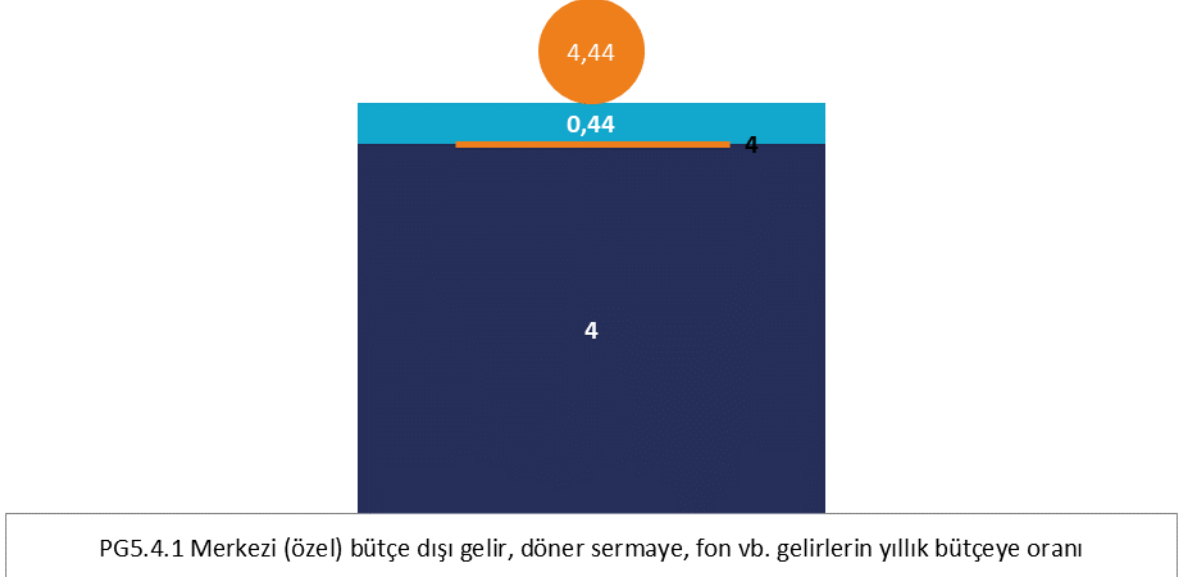 4,44
0,44
4
4
PG5.4.1 Merkezi (özel) bütçe dışı gelir, döner sermaye, fon vb. gelirlerin yıllık bütçeye oranı